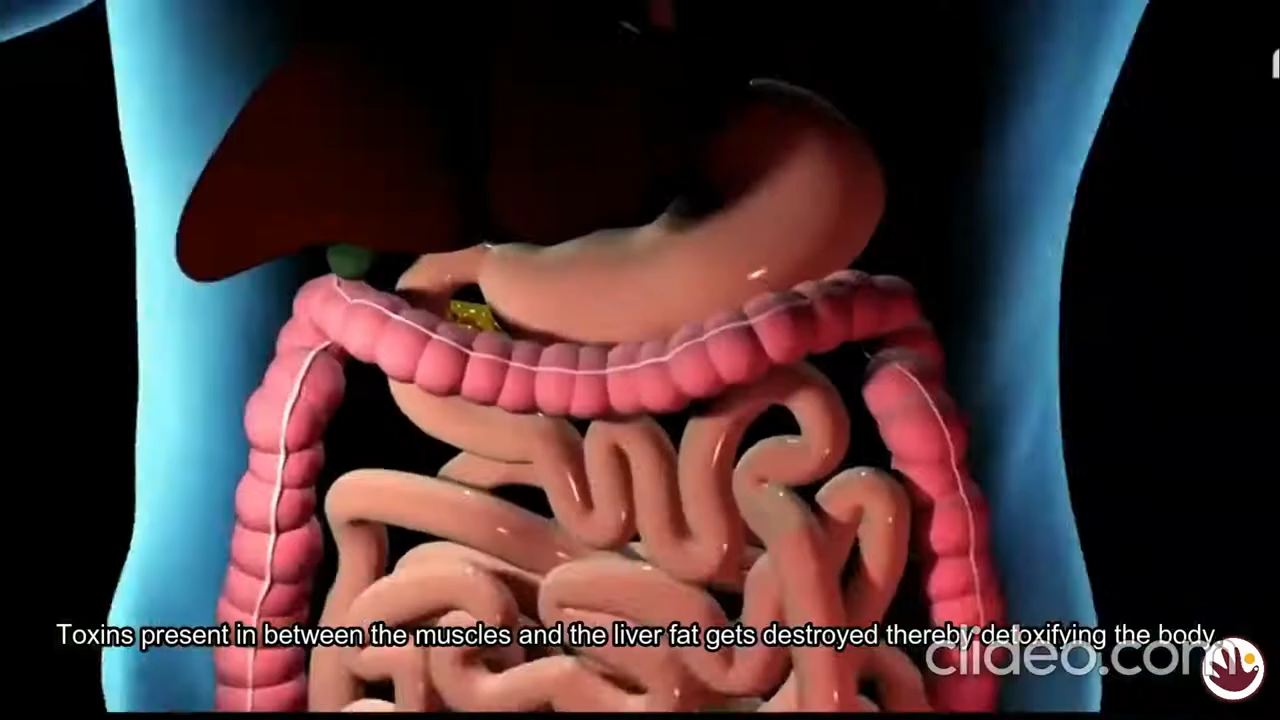 Toxins present in between the muscles and the liver fat gets destroyed thereby detoxifying the body.
clideo.com